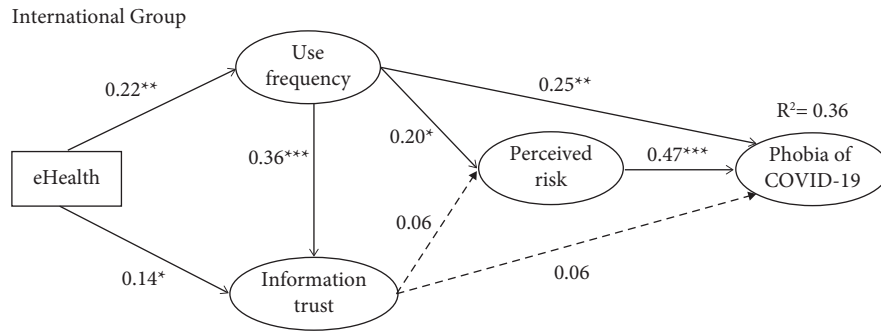 International Group
Use
frequency
0.22**
0.25**
R²= 0.36
0.36***
0.20*
eHealth
Perceived
risk
0.47***
Phobia of
COVID-19
0.06
0.14*
Information
trust
0.06